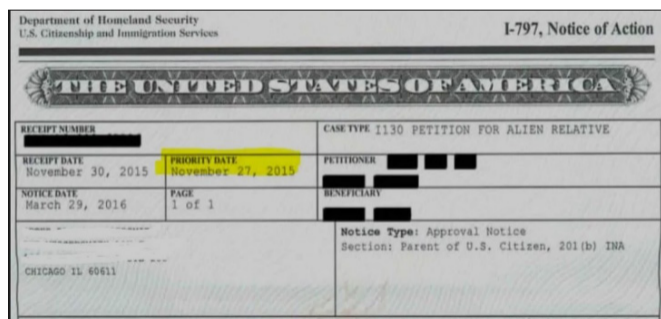 Department of Homeland Security
U.S. Citizenship and Immigration Services
I-797, Notice of Action
THE UNITED STATES OF AMERICA
RECEIPT NUMBER
CASE TYPE I130 PETITION FOR ALIEN RELATIVE
RECEIPT DATE
November 30, 2015
PRIORITY DATE
November 27, 2015
PETITIONER
NOTICE DATE
March 29, 2016
PAGE
1 of 1
BENEFICIARY
CHICAGO IL 60611
Notice Type: Approval Notice
Section: Parent of U.S. Citizen, 201(b) INA